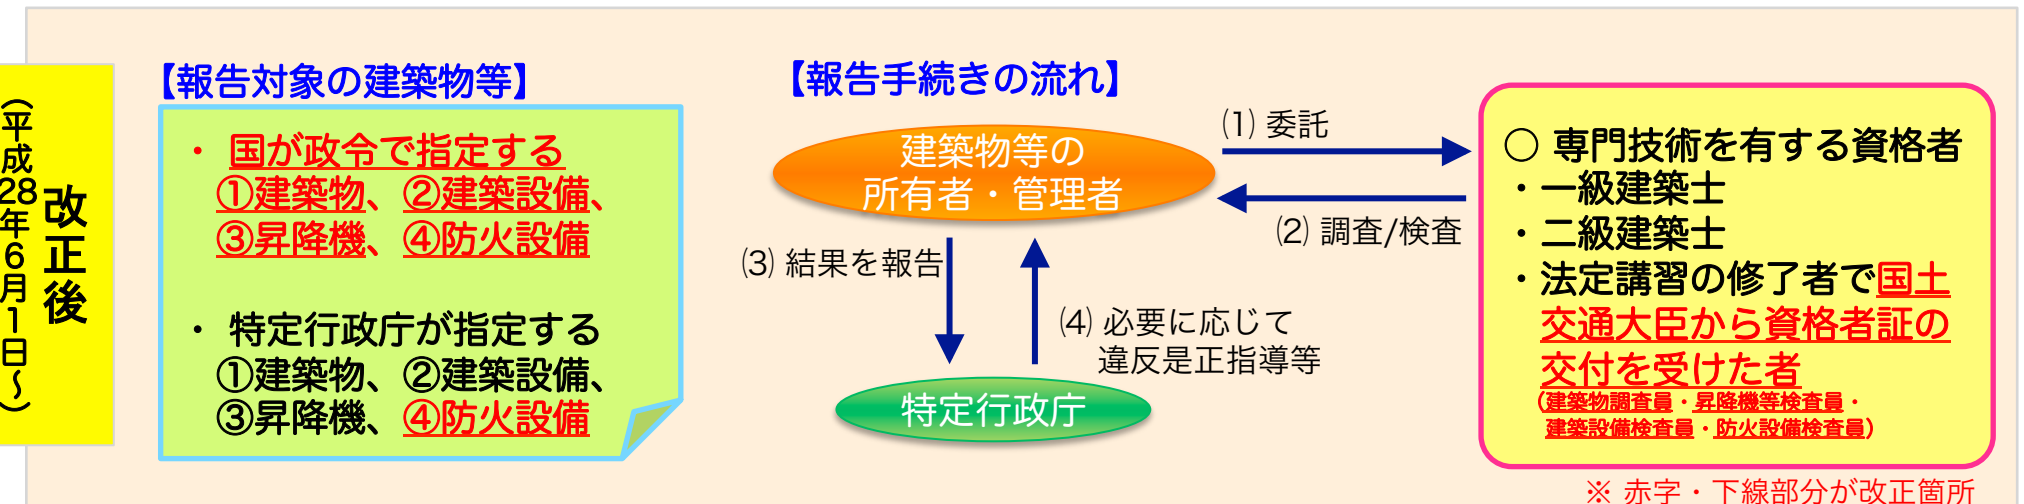 改正後
（平成28年６月１日～）
【報告対象の建築物等】
・ 国が政令で指定する
①建築物、②建築設備、
③昇降機、④防火設備
・ 特定行政庁が指定する
①建築物、②建築設備、
③昇降機、④防火設備
【報告手続きの流れ】
建築物等の
所有者・管理者
⑴ 委託
⑵ 調査/検査
⑶ 結果を報告
⑷ 必要に応じて
違反是正指導等
特定行政庁
○ 専門技術を有する資格者
・一級建築士
・二級建築士
・法定講習の修了者で国土
交通大臣から資格者証の
交付を受けた者
（建築物調査員・昇降機等検査員・
建築設備検査員・防火設備検査員）
※ 赤字・下線部分が改正箇所